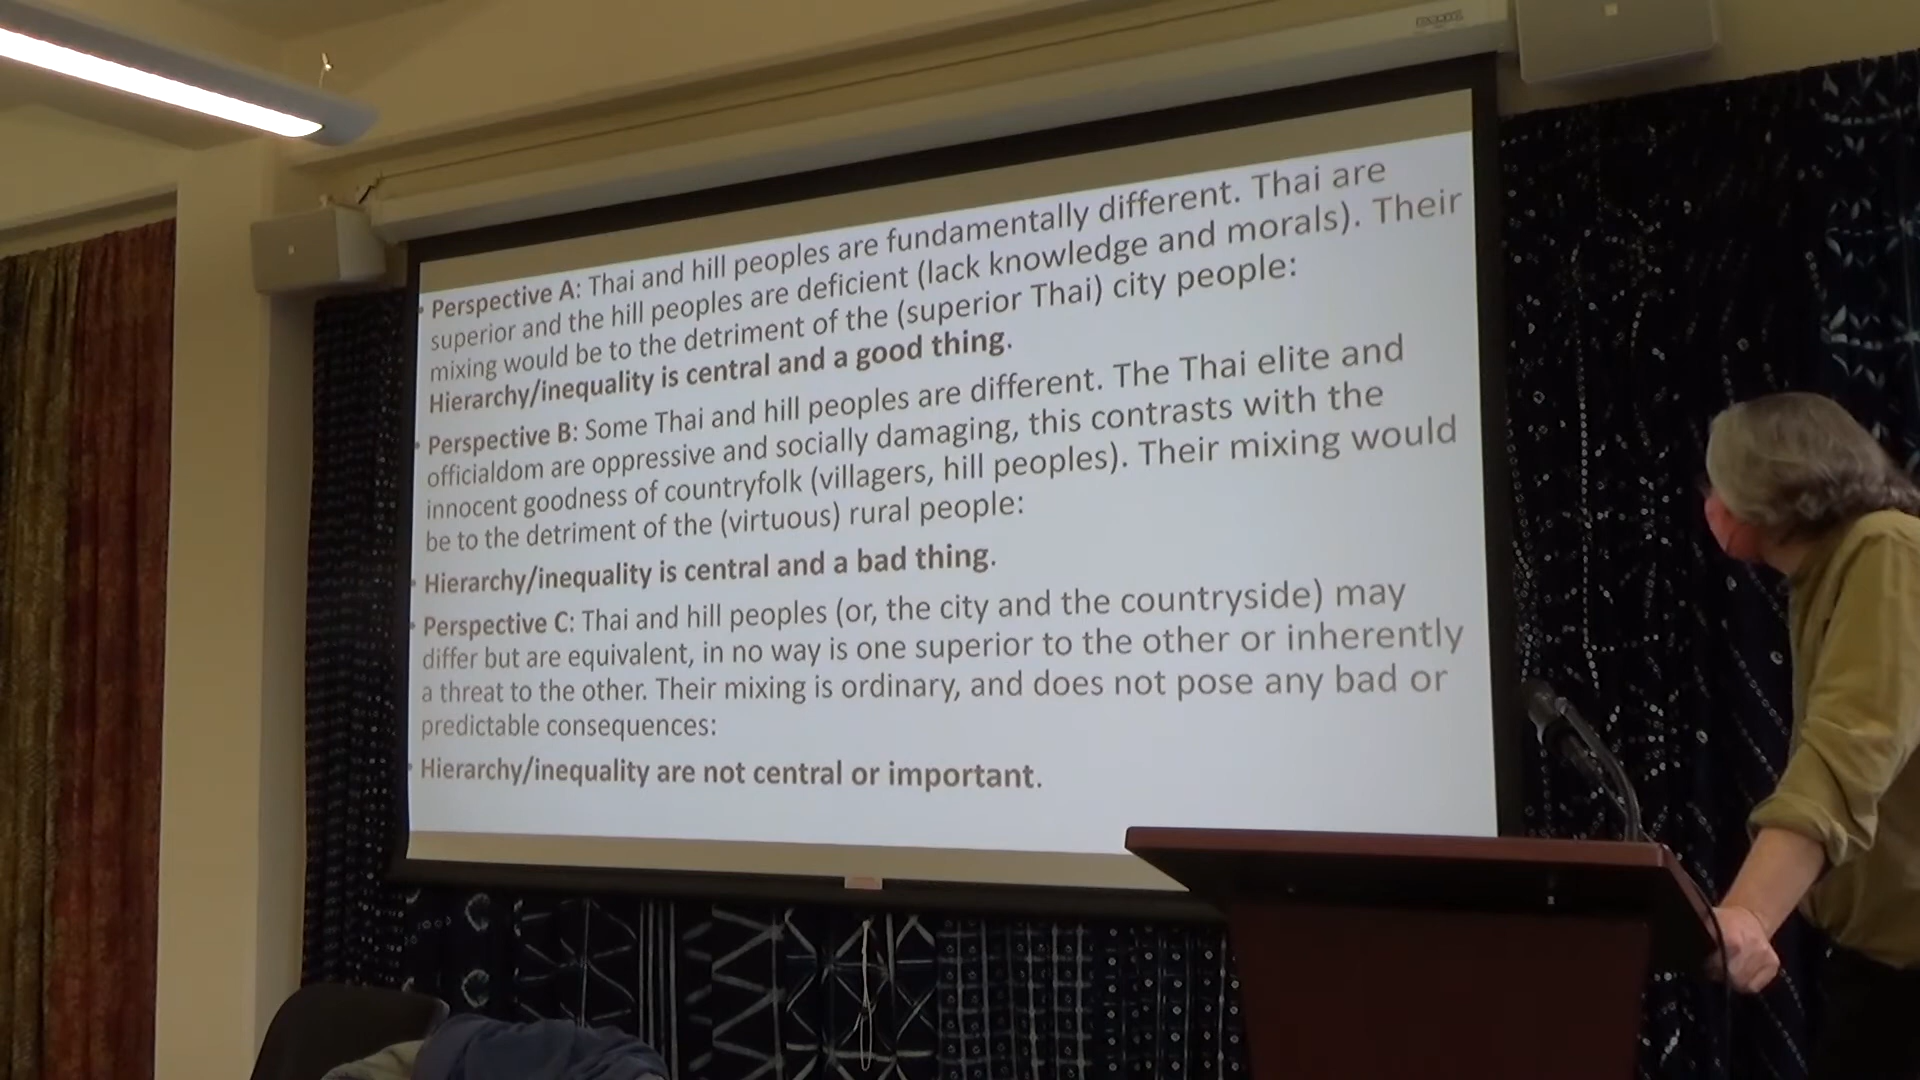 • Perspective A: Thai and hill peoples are fundamentally different. Thai are
superior and the hill peoples are deficient (lack knowledge and morals). Their
mixing would be to the detriment of the (superior Thai) city people:
Hierarchy/inequality is central and a good thing.
• Perspective B: Some Thai and hill peoples are different. The Thai elite and
officialdom are oppressive and socially damaging, this contrasts with the
innocent goodness of countryfolk (villagers, hill peoples). Their mixing would
be to the detriment of the (virtuous) rural people:
• Hierarchy/inequality is central and a bad thing.
• Perspective C: Thai and hill peoples (or, the city and the countryside) may
differ but are equivalent, in no way is one superior to the other or inherently
a threat to the other. Their mixing is ordinary, and does not pose any bad or
predictable consequences:
• Hierarchy/inequality are not central or important.